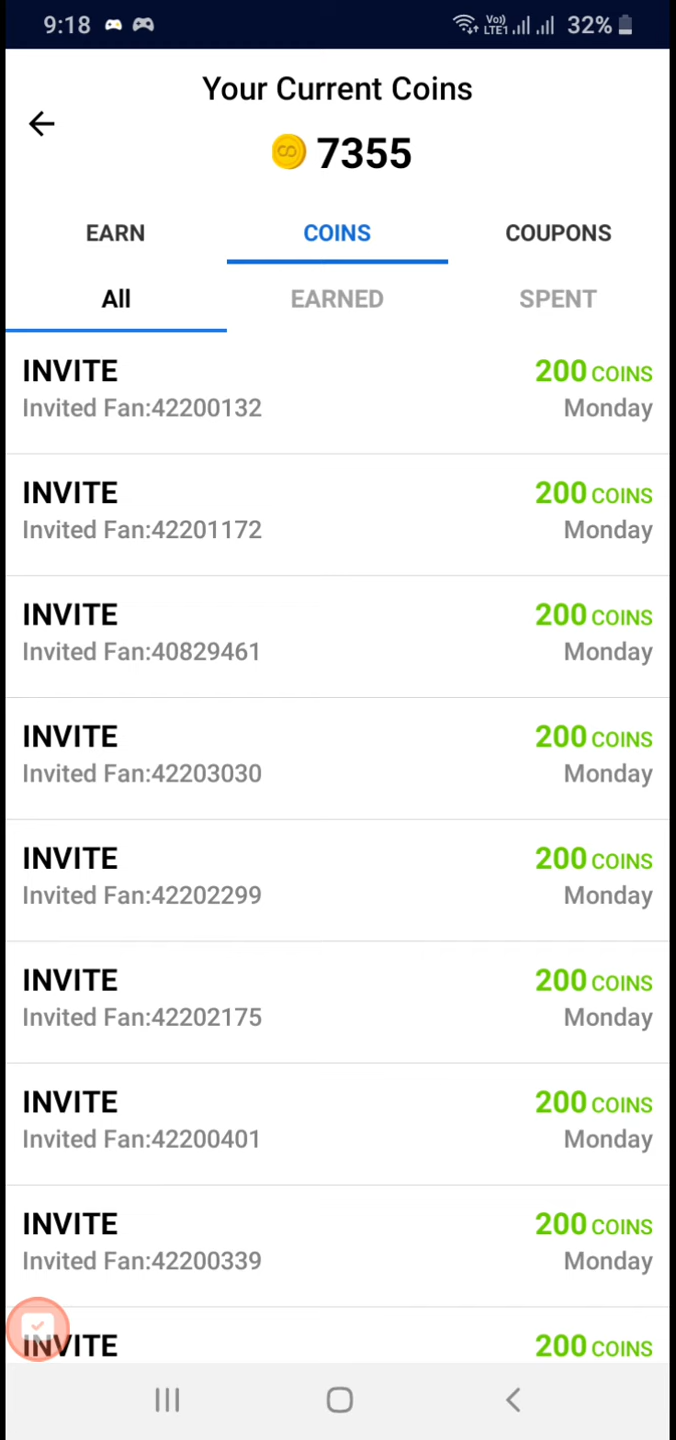 9:18 Vo)) LTE1 32%
Your Current Coins
7355
EARN COINS COUPONS
All EARNED SPENT
INVITE 200 COINS
Invited Fan:42200132 Monday
INVITE 200 COINS
Invited Fan:42201172 Monday
INVITE 200 COINS
Invited Fan:40829461 Monday
INVITE 200 COINS
Invited Fan:42203030 Monday
INVITE 200 COINS
Invited Fan:42202299 Monday
INVITE 200 COINS
Invited Fan:42202175 Monday
INVITE 200 COINS
Invited Fan:42200401 Monday
INVITE 200 COINS
Invited Fan:42200339 Monday
INVITE 200 COINS